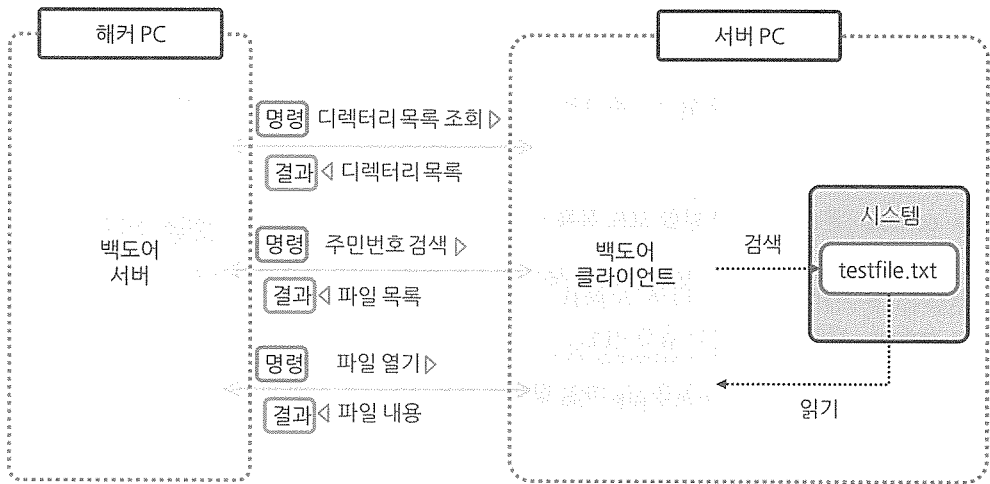 해커 PC
서버 PC
명령 디렉터리 목록 조회 ▷
결과 ◁ 디렉터리 목록
시스템
명령 주민번호 검색 ▷
백도어
서버
백도어
클라이언트
검색
testfile.txt
결과 ◁ 파일 목록
명령 파일 열기 ▷
결과 ◁ 파일 내용
읽기